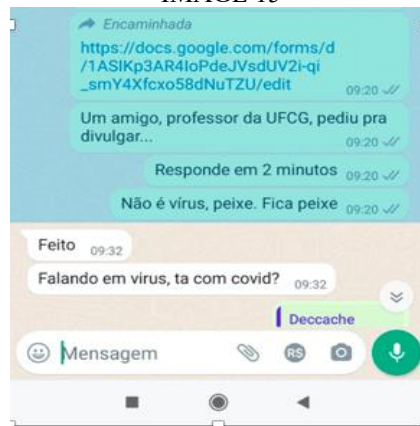 IMAGE 15
Encaminhada
https://docs.google.com/forms/d
/1ASIKp3AR4IoPdeJVsdUV2i-qi
_smY4Xfcxo58dNuTZU/edit
09:20
Um amigo, professor da UFCG, pediu pra
divulgar...
09:20
Responde em 2 minutos 09:20
Não é vírus, peixe. Fica peixe 09:20
Feito 09:32
Falando em virus, ta com covid? 09:32
Deccache
Mensagem R$